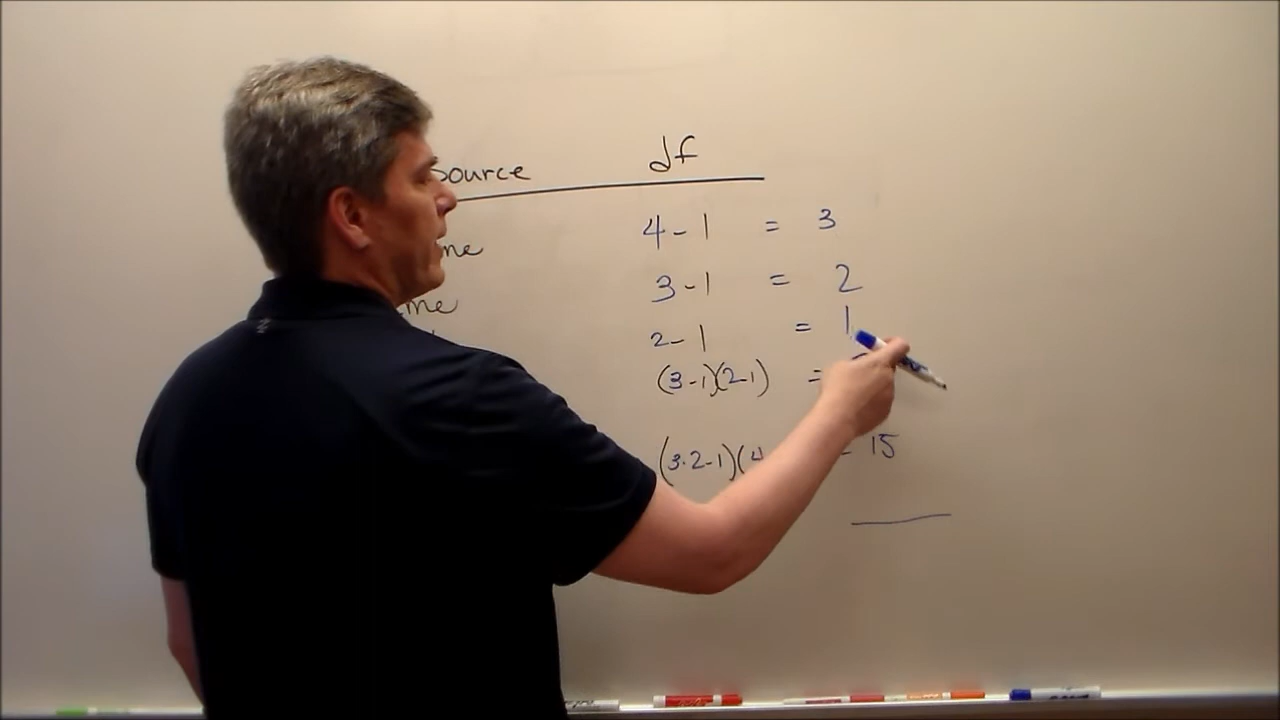 Source df
4-1 = 3
3-1 = 2
2-1 = 1
(3-1)(2-1) =
(3·2-1)(4 15